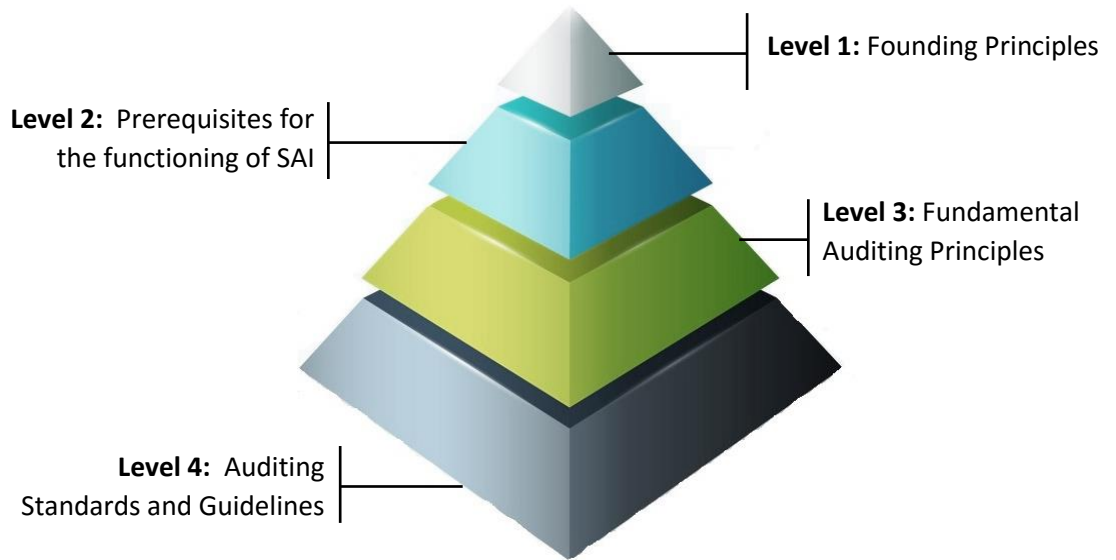 Level 1: Founding Principles
Level 2: Prerequisites for
the functioning of SAI
Level 3: Fundamental
Auditing Principles
Level 4: Auditing
Standards and Guidelines